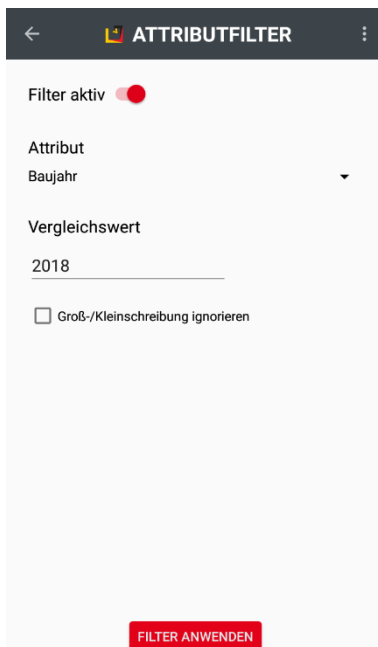 ATTRIBUTFILTER
Filter aktiv
Attribut
Baujahr
Vergleichswert
2018
Groß-/Kleinschreibung ignorieren
FILTER ANWENDEN